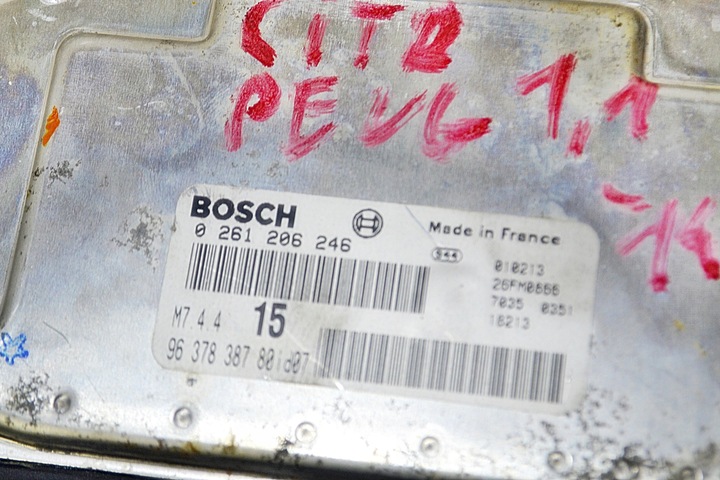 CITR
PEUG 1,1
BOSCH
Made in France
0 261 206 246
010213
26FM0666
7035 0351
18213
M7.4.4 15
96 378 387 80